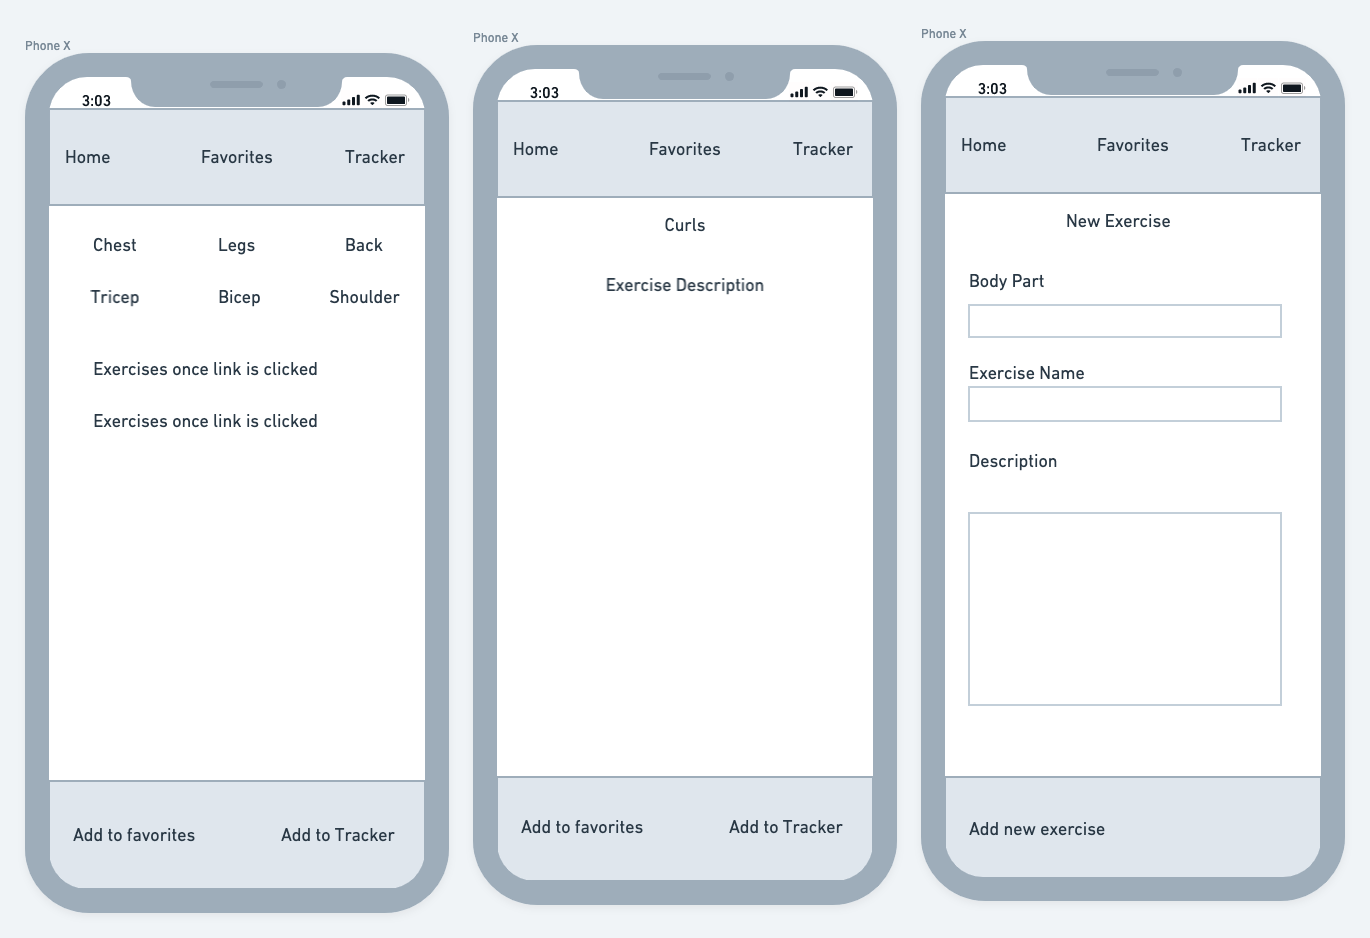 Phone X
3:03
Home Favorites Tracker
Chest Legs Back
Tricep Bicep Shoulder
Exercises once link is clicked
Exercises once link is clicked
Add to favorites Add to Tracker
Phone X
3:03
Home Favorites Tracker
Curls
Exercise Description
Add to favorites Add to Tracker
Phone X
3:03
Home Favorites Tracker
New Exercise
Body Part
Exercise Name
Description
Add new exercise